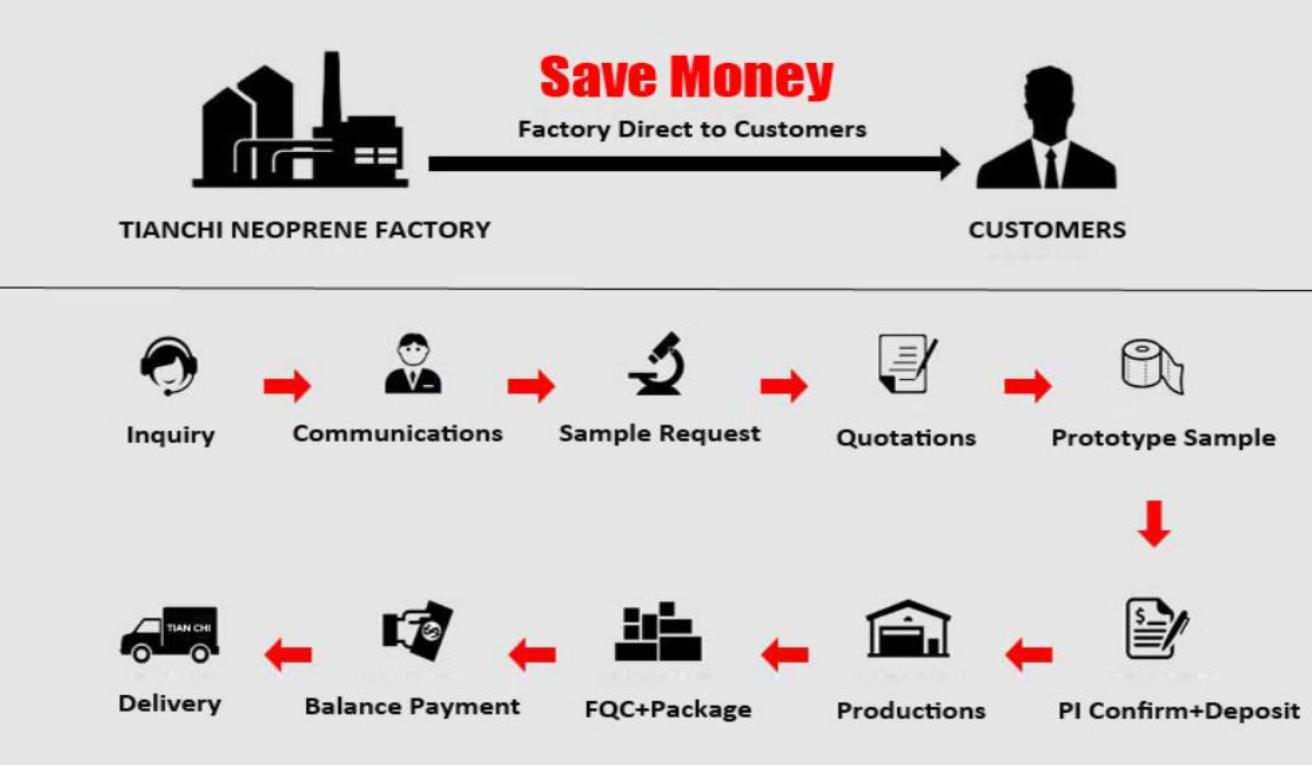 Save Money
Factory Direct to Customers
TIANCHI NEOPRENE FACTORY
CUSTOMERS
Inquiry
Communications
Sample Request
Quotations
Prototype Sample
TIAN CHI
$
$
Delivery
Balance Payment
FQC+Package
Productions
PI Confirm+Deposit